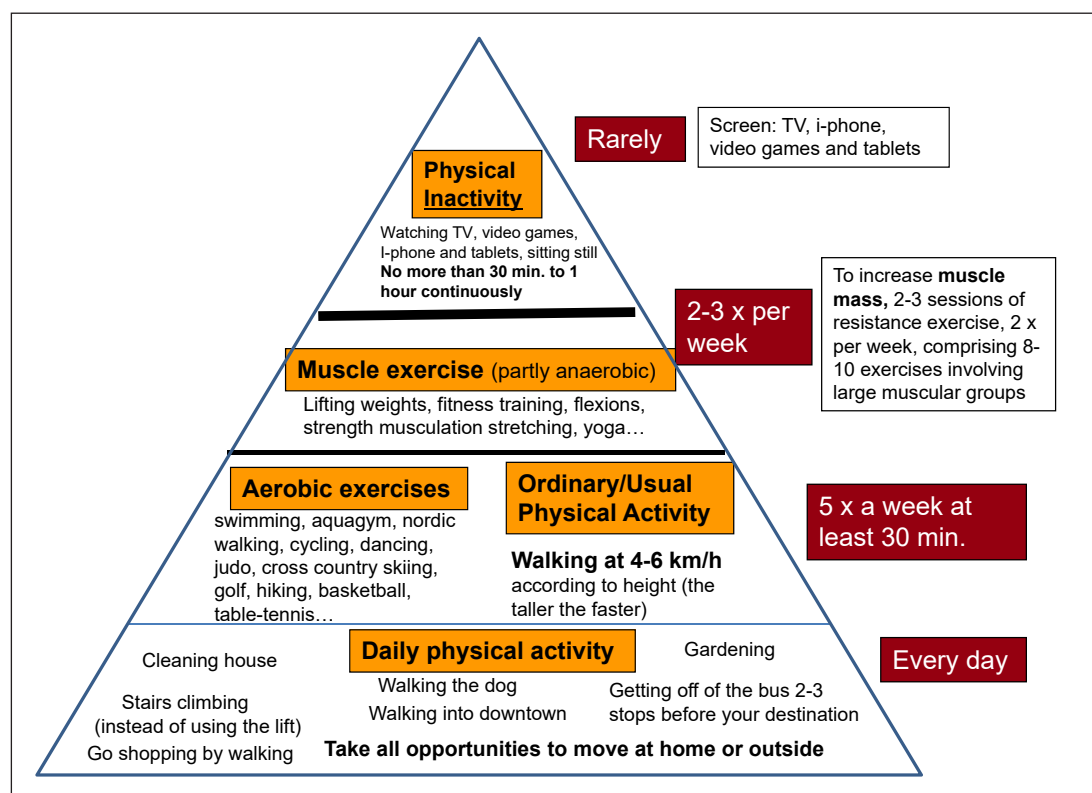 Rarely
Screen: TV, i-phone,
video games and tablets
Physical
Inactivity
Watching TV, video games,
I-phone and tablets, sitting still
No more than 30 min. to 1
hour continuously
2-3 x per
week
To increase muscle
mass, 2-3 sessions of
resistance exercise, 2 x
per week, comprising 8-
10 exercises involving
large muscular groups
Muscle exercise (partly anaerobic)
Lifting weights, fitness training, flexions,
strength musculation stretching, yoga…
Aerobic exercises
swimming, aquagym, nordic
walking, cycling, dancing,
judo, cross country skiing,
golf, hiking, basketball,
table-tennis…
Ordinary/Usual
Physical Activity
Walking at 4-6 km/h
according to height (the
taller the faster)
5 x a week at
least 30 min.
Daily physical activity
Every day
Cleaning house
Stairs climbing
(instead of using the lift)
Go shopping by walking
Walking the dog
Walking into downtown
Gardening
Getting off of the bus 2-3
stops before your destination
Take all opportunities to move at home or outside